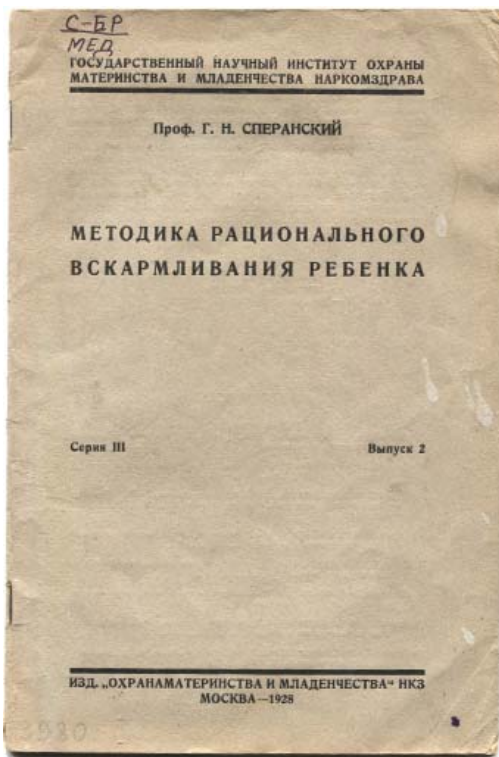 С-БР
МЕД
ГОСУДАРСТВЕННЫЙ НАУЧНЫЙ ИНСТИТУТ ОХРАНЫ
МАТЕРИНСТВА И МЛАДЕНЧЕСТВА НАРКОМЗДРАВА
Проф. Г. Н. СПЕРАНСКИЙ
МЕТОДИКА РАЦИОНАЛЬНОГО
ВСКАРМЛИВАНИЯ РЕБЕНКА
Серия III Выпуск 2
ИЗД. „ОХРАНАМАТЕРИНСТВА И МЛАДЕНЧЕСТВА“ НКЗ
МОСКВА—1928
3980